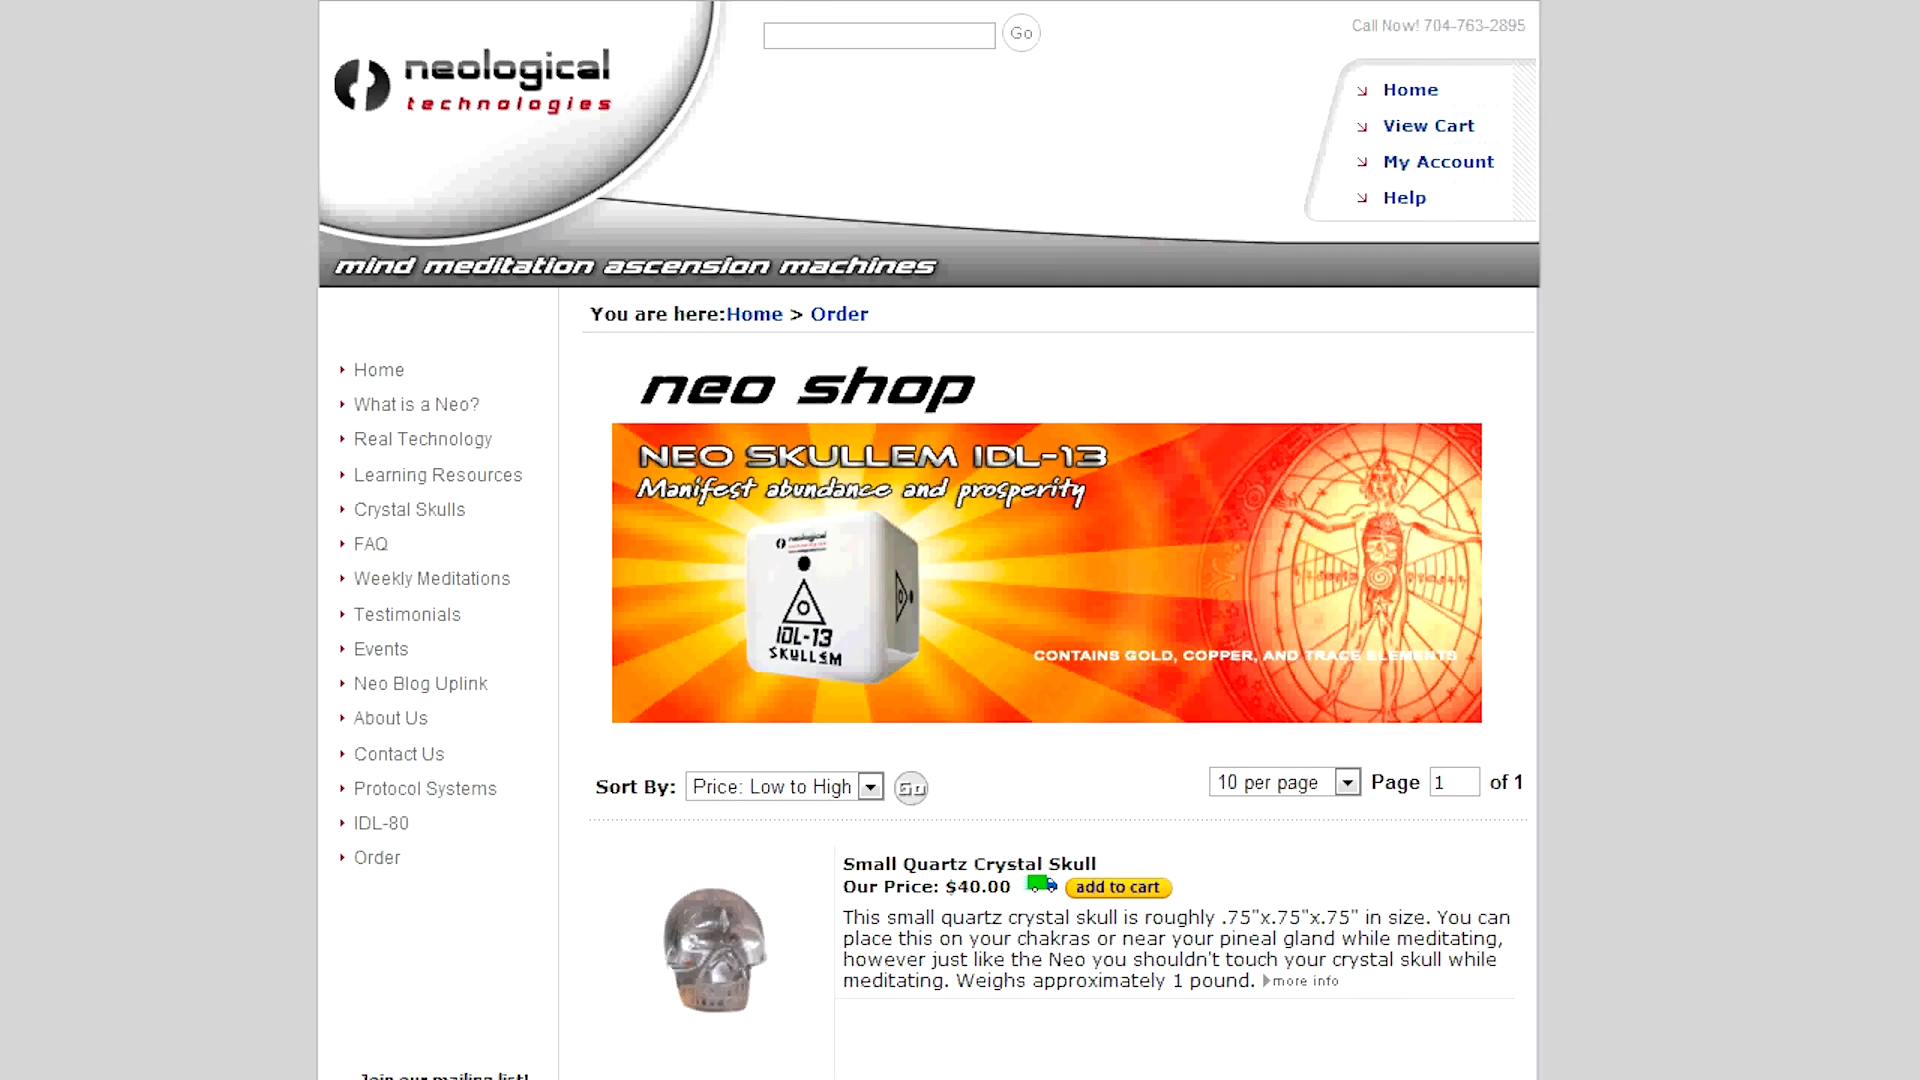 Go
Call Now! 704-763-2895
neological
technologies
Home
View Cart
My Account
Help
mind meditation ascension machines
You are here:Home > Order
Home
What is a Neo?
Real Technology
Learning Resources
Crystal Skulls
FAQ
Weekly Meditations
Testimonials
Events
Neo Blog Uplink
About Us
Contact Us
Protocol Systems
IDL-80
Order
Join our mailing list!
neo shop
NEO SKULLEM IDL-13
Manifest abundance and prosperity
neological
IDL-13
SKULLEM
CONTAINS GOLD, COPPER, AND TRACE ELEMENTS
Sort By: Price: Low to High Go
10 per page Page 1 of 1
Small Quartz Crystal Skull
Our Price: $40.00 add to cart
This small quartz crystal skull is roughly .75"x.75"x.75" in size. You can
place this on your chakras or near your pineal gland while meditating,
however just like the Neo you shouldn't touch your crystal skull while
meditating. Weighs approximately 1 pound. more info